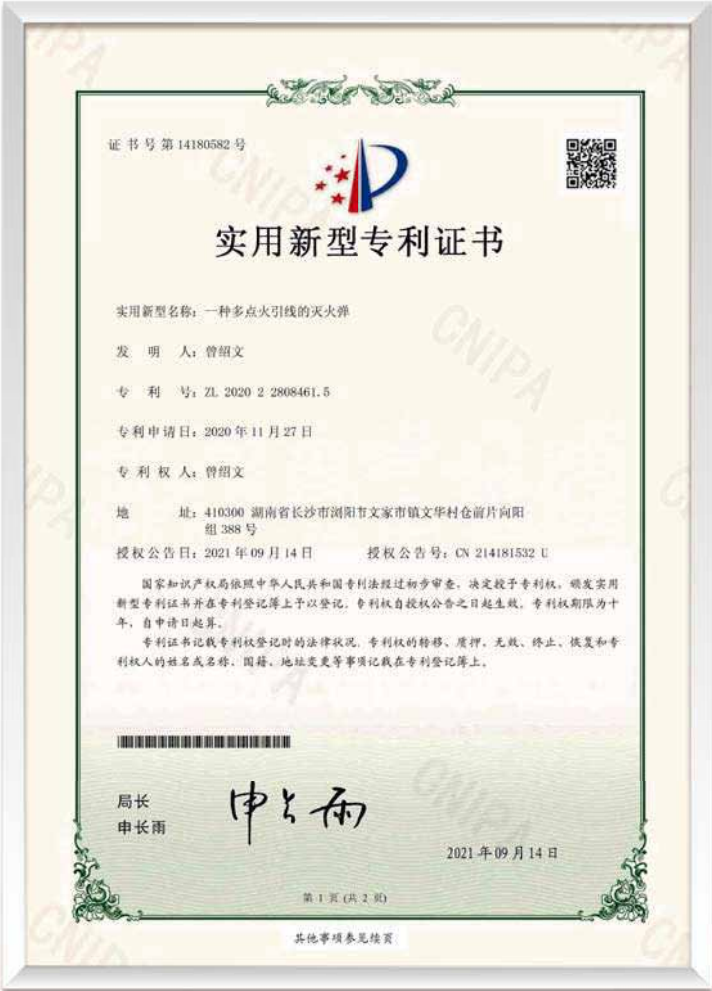 证书号第14180582号
实用新型专利证书
实用新型名称：一种多点火引线的灭火弹
发 明 人：曾绍文
专 利 号：ZL 2020 2 2808461.5
专利申请日：2020年11月27日
专 利 权 人：曾绍文
地 址：410300 湖南省长沙市浏阳市文家市镇文华村仓前片向阳
组388号
授权公告日：2021年09月14日 授权公告号：CN 214181532 U
国家知识产权局依照中华人民共和国专利法经过初步审查，决定授予专利权，颁发实用
新型专利证书并在专利登记簿上予以登记。专利权自授权公告之日起生效。专利权期限为十
年，自申请日起算。
专利证书记载专利权登记时的法律状况。专利权的转移、质押、无效、终止、恢复和专
利权人的姓名或名称、国籍、地址变更等事项记载在专利登记簿上。
局长
申长雨
申长雨
2021年09月14日
第 1 页 (共 2 页)
其他事项参见续页
CNIPA
CNIPA
CNIPA
CNIPA